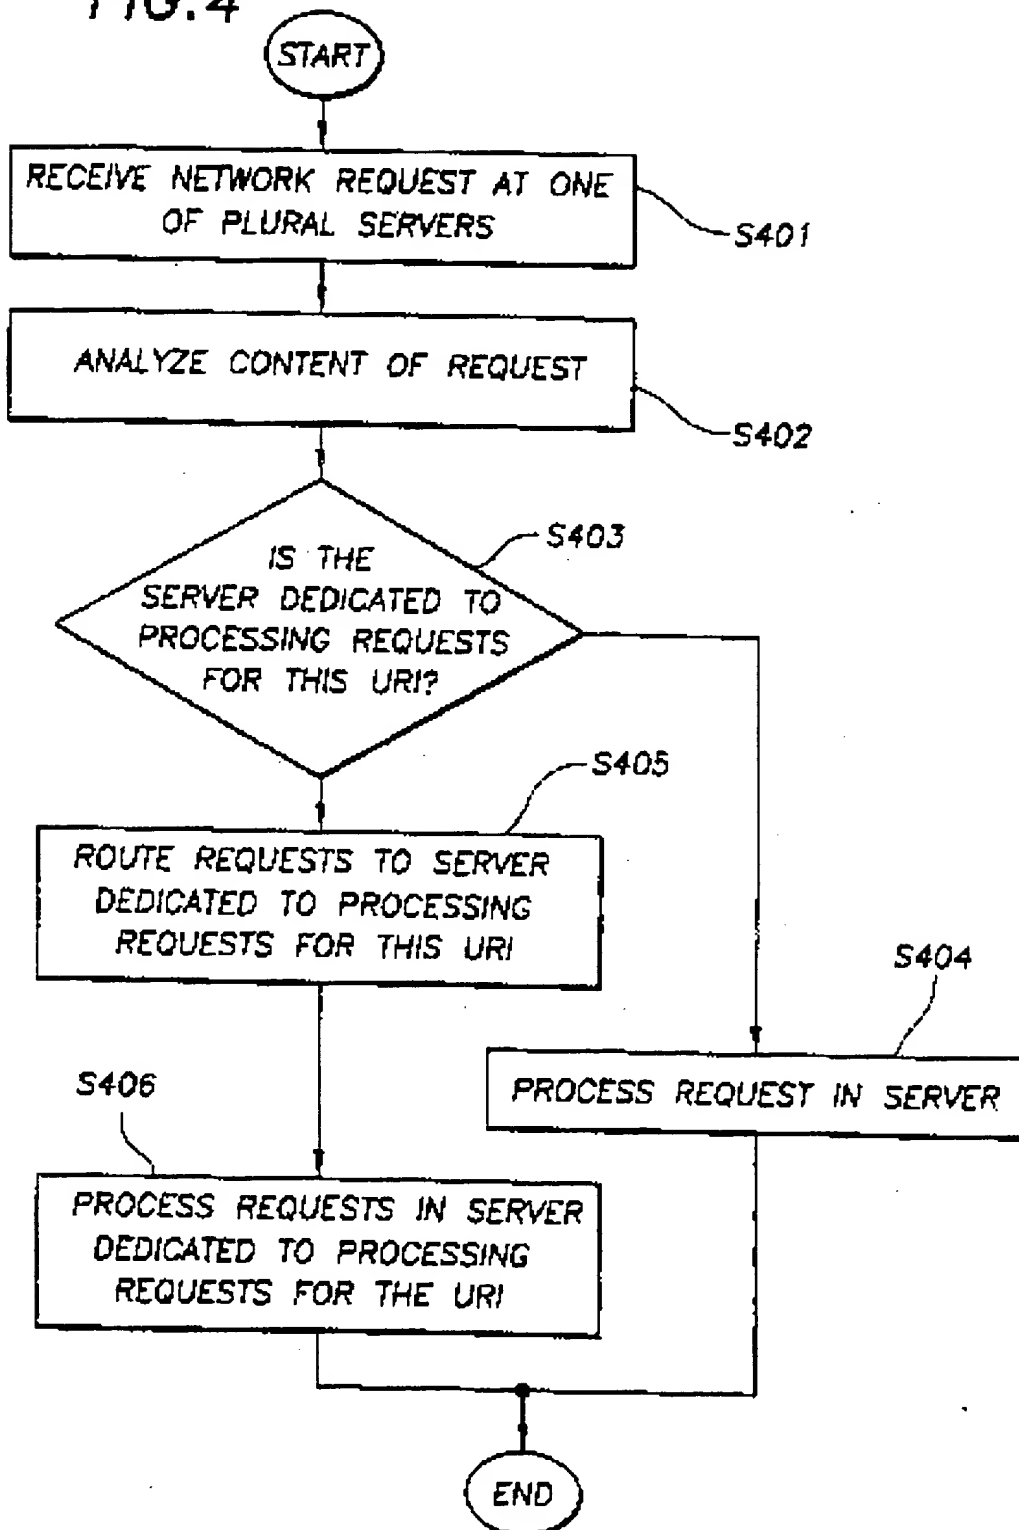 FIG. 4
START
RECEIVE NETWORK REQUEST AT ONE
OF PLURAL SERVERS
S401
ANALYZE CONTENT OF REQUEST
S402
S403
IS THE
SERVER DEDICATED TO
PROCESSING REQUESTS
FOR THIS URI?
S405
ROUTE REQUESTS TO SERVER
DEDICATED TO PROCESSING
REQUESTS FOR THIS URI
S404
PROCESS REQUEST IN SERVER
S406
PROCESS REQUESTS IN SERVER
DEDICATED TO PROCESSING
REQUESTS FOR THE URI
END